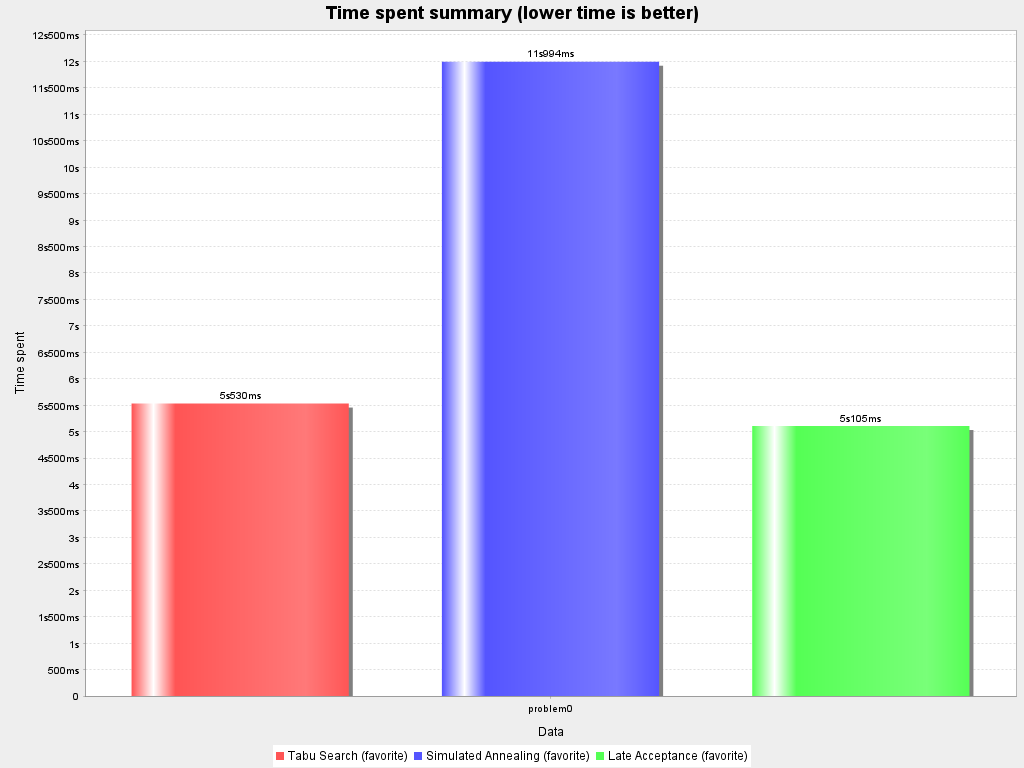 Time spent summary (lower time is better)
12s500ms
12s
11s500ms
11s
10s500ms
10s
9s500ms
9s
8s500ms
8s
7s500ms
7s
6s500ms
6s
5s500ms
5s
4s500ms
4s
3s500ms
3s
2s500ms
2s
1s500ms
1s
500ms
0
Time spent
5s530ms
11s994ms
5s105ms
problem0
Data
Tabu Search (favorite) Simulated Annealing (favorite) Late Acceptance (favorite)